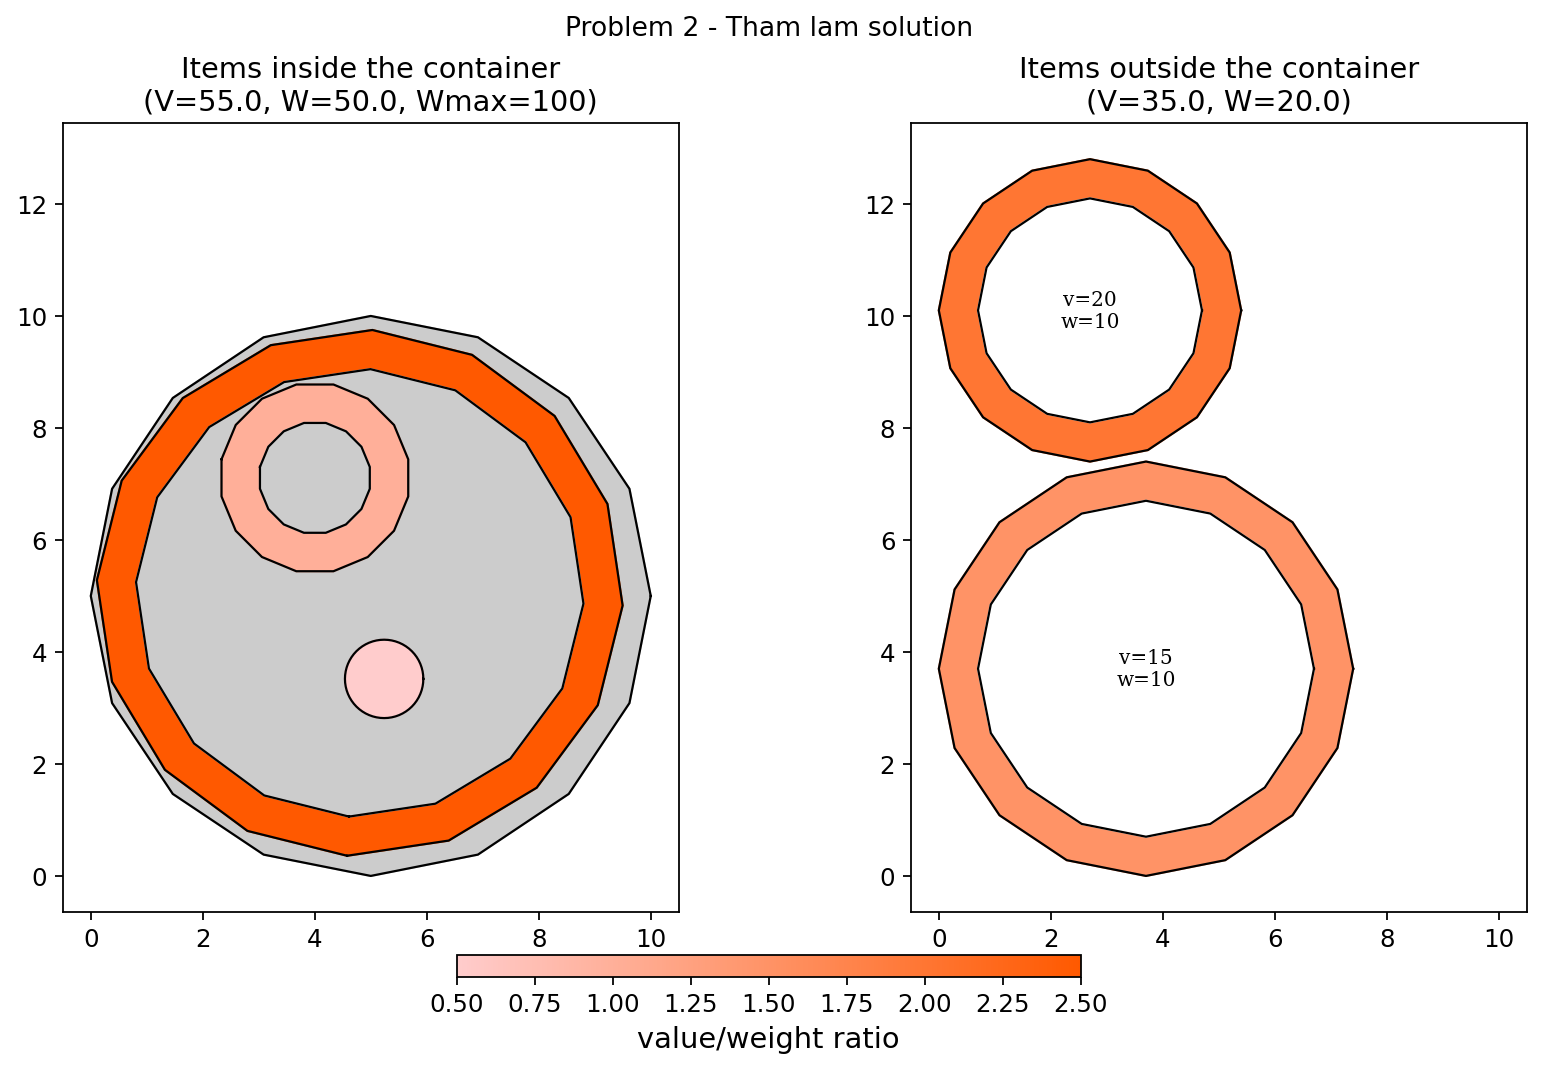 Problem 2 - Tham lam solution
Items inside the container
(V=55.0, W=50.0, Wmax=100)
Items outside the container
(V=35.0, W=20.0)
12
10
8
6
4
2
0
0 2 4 6 8 10
12
10
8
6
4
2
0
v=20
w=10
v=15
w=10
0 2 4 6 8 10
0.50 0.75 1.00 1.25 1.50 1.75 2.00 2.25 2.50
value/weight ratio